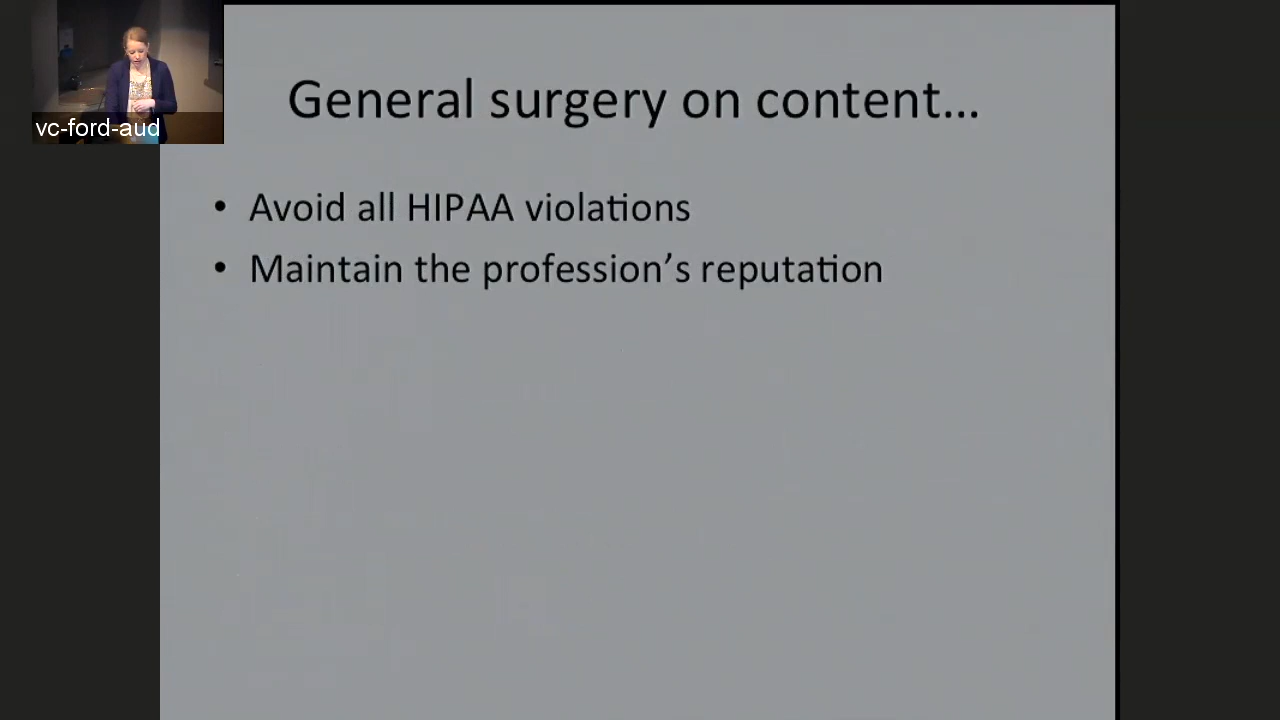 General surgery on content…
vc-ford-aud
• Avoid all HIPAA violations
• Maintain the profession’s reputation